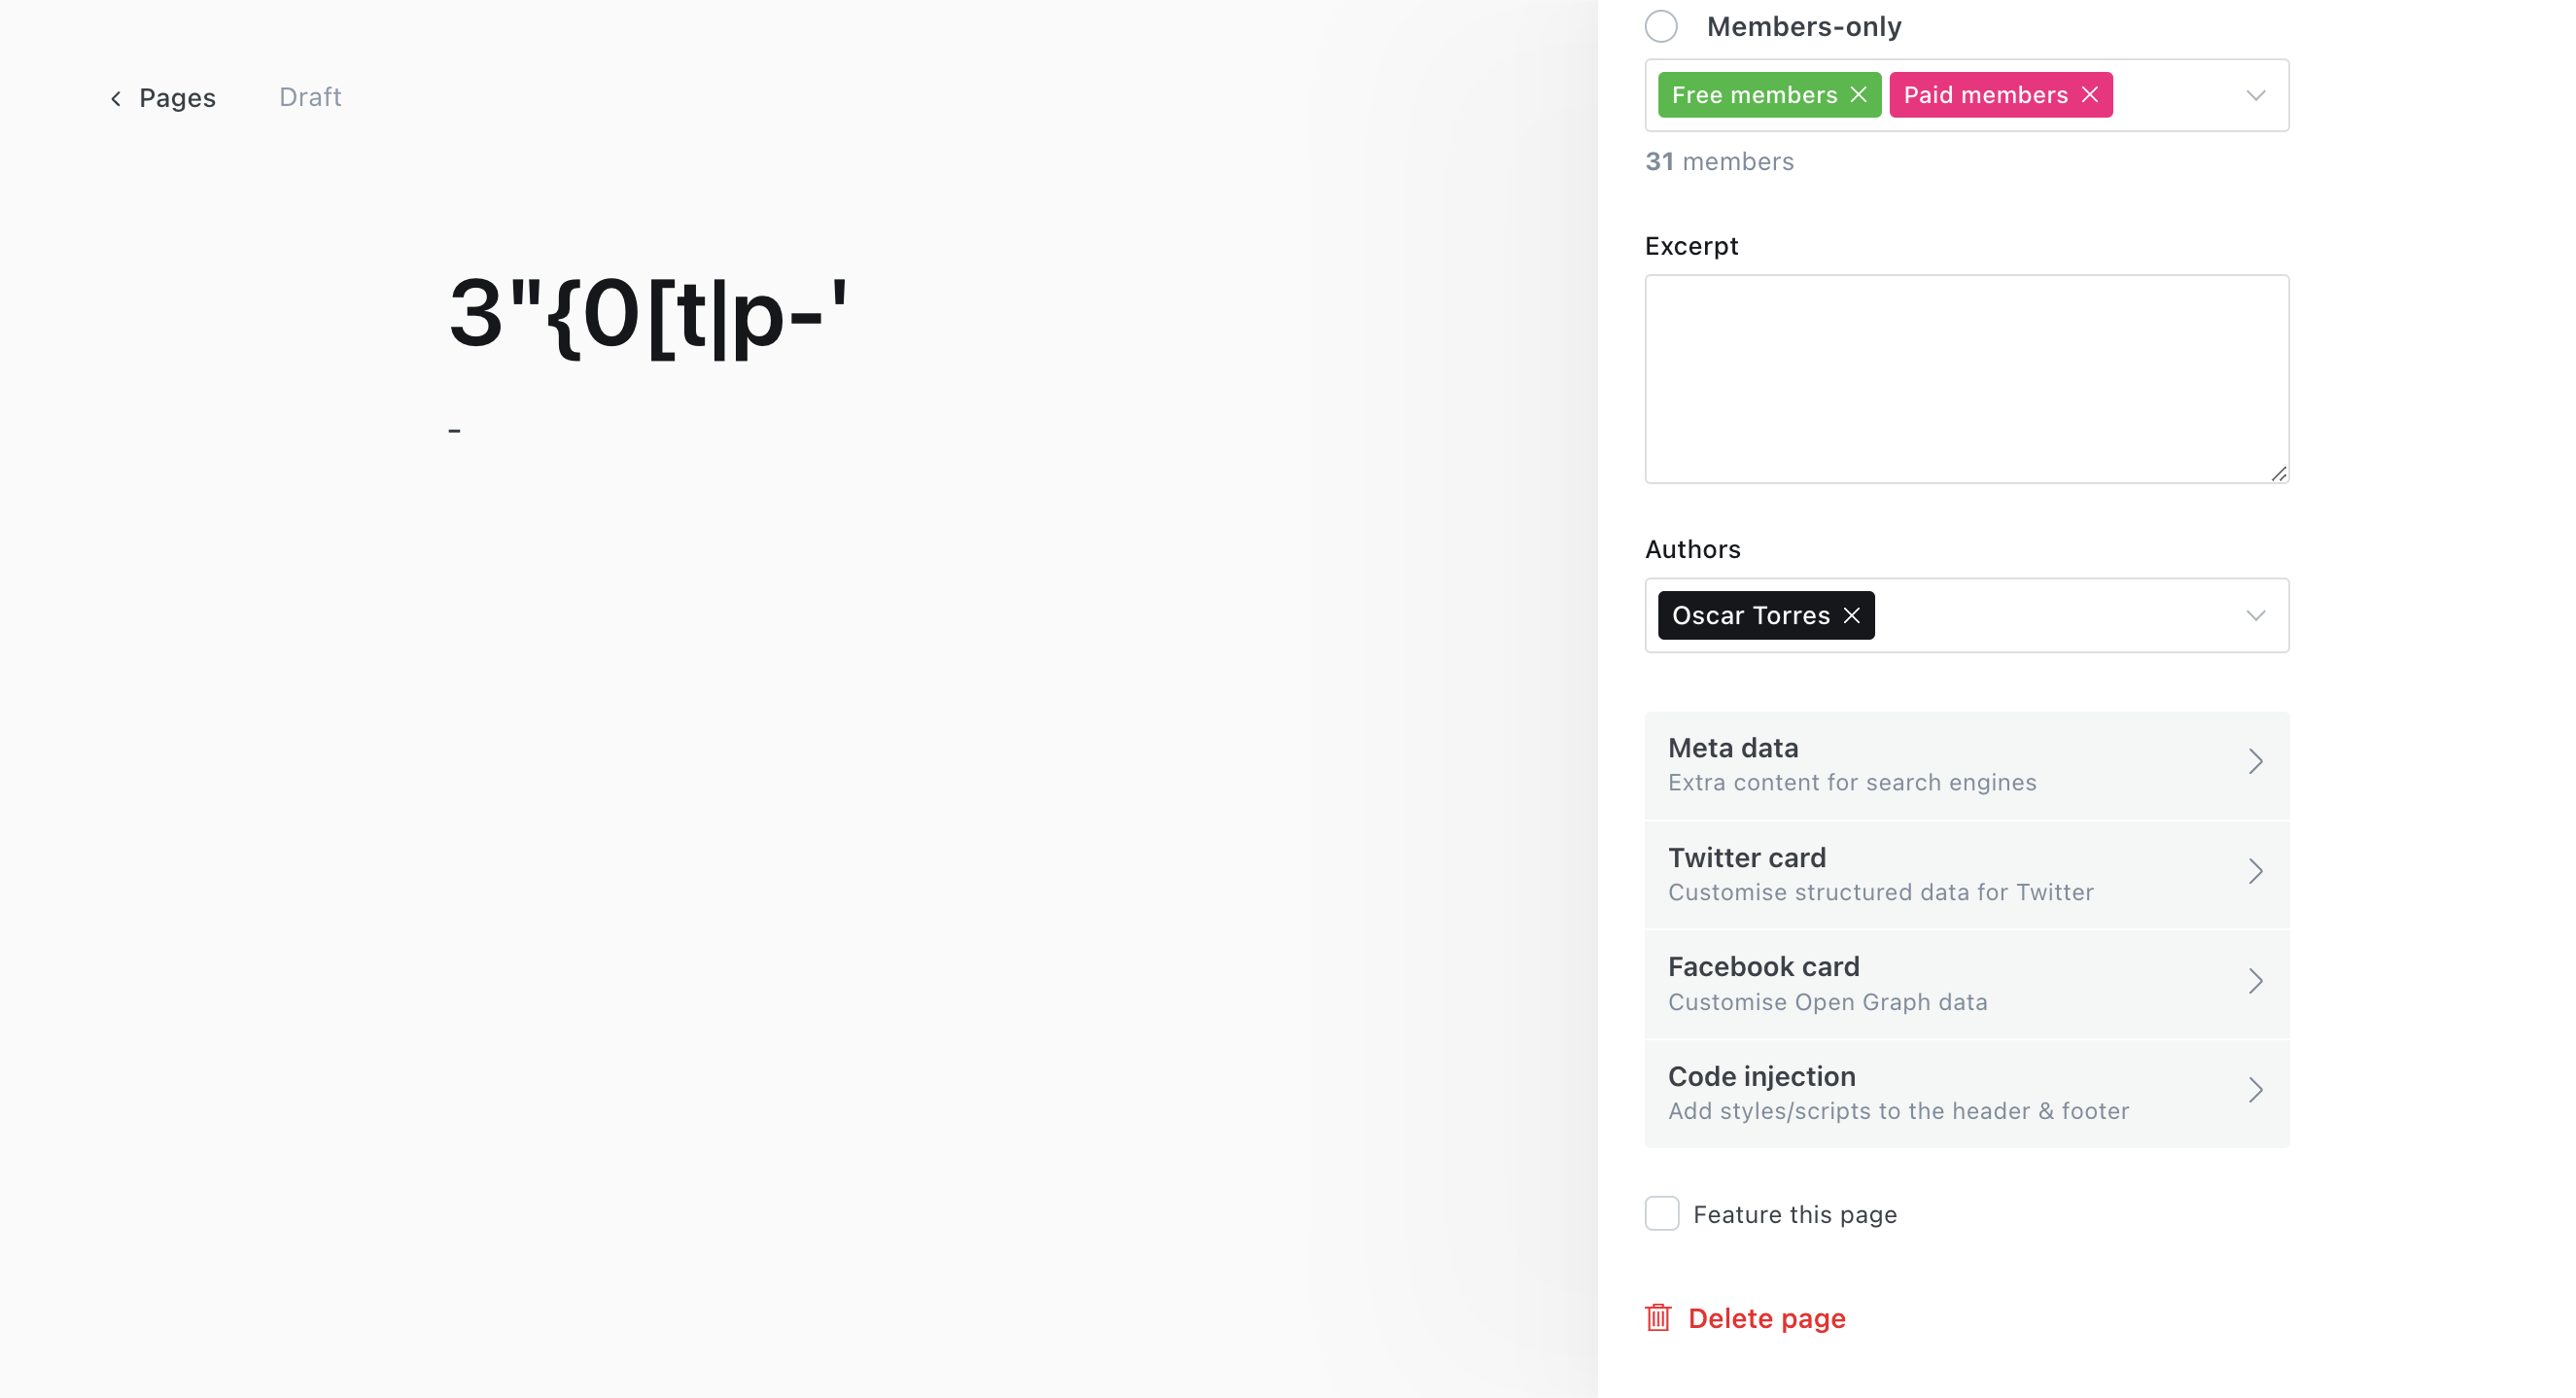 Pages
Draft
3"{0[t|p-'
-
Members-only
Free members
Paid members
31 members
Excerpt
Authors
Oscar Torres
Meta data
Extra content for search engines
Twitter card
Customise structured data for Twitter
Facebook card
Customise Open Graph data
Code injection
Add styles/scripts to the header & footer
Feature this page
Delete page